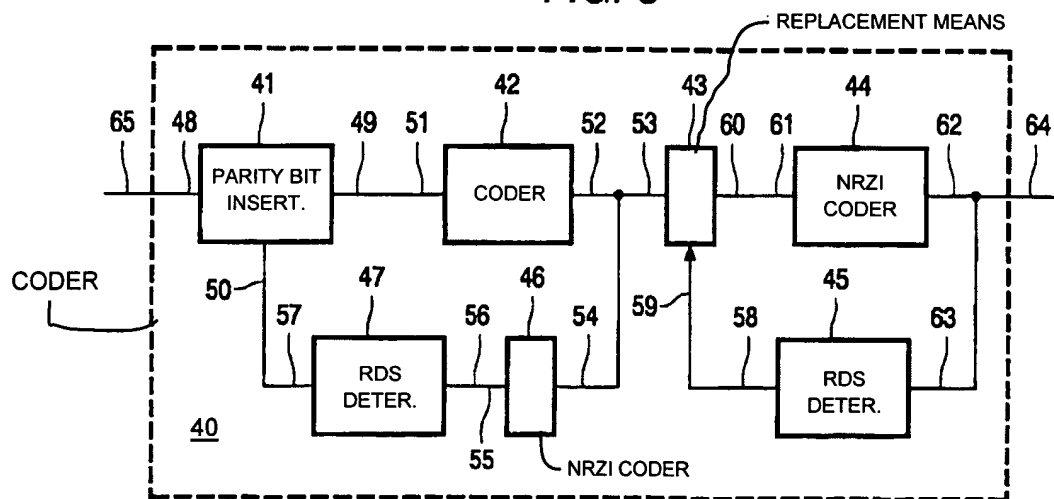 REPLACEMENT MEANS
41
42
43
44
65
48
49
51
52
53
60
61
62
64
PARITY BIT
INSERT.
CODER
NRZI
CODER
CODER
50
47
46
59
45
57
56
54
58
63
RDS
DETER.
RDS
DETER.
40
55
NRZI CODER